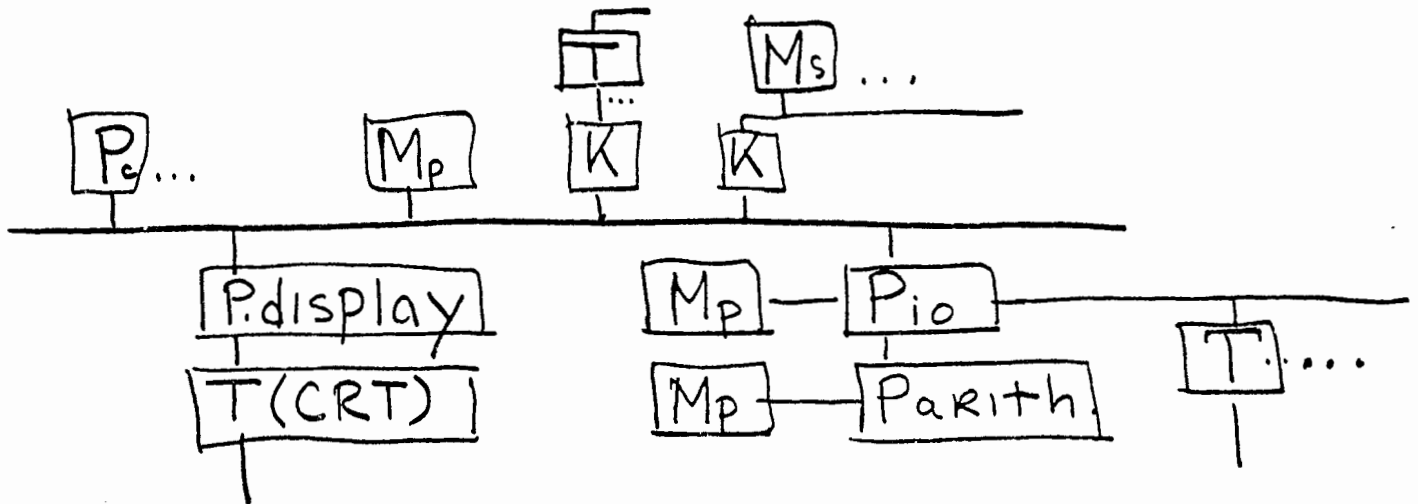 T
Ms ...
Pc ...
Mp
...
K
K
P.display
Mp
Pio
T(CRT)
Mp
Parith.
T .....